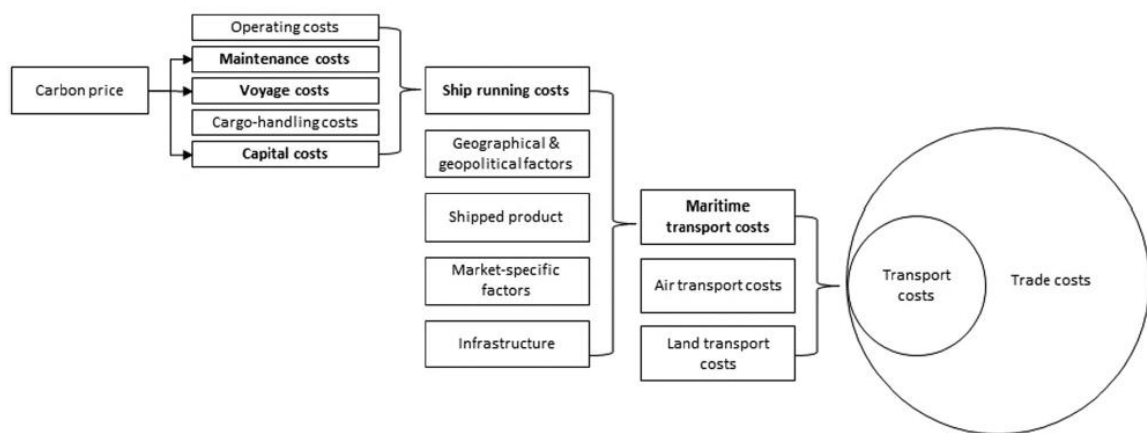 Carbon price
Operating costs
Maintenance costs
Voyage costs
Cargo-handling costs
Capital costs
Ship running costs
Geographical &
geopolitical factors
Shipped product
Market-specific
factors
Infrastructure
Maritime
transport costs
Air transport costs
Land transport
costs
Transport
costs
Trade costs